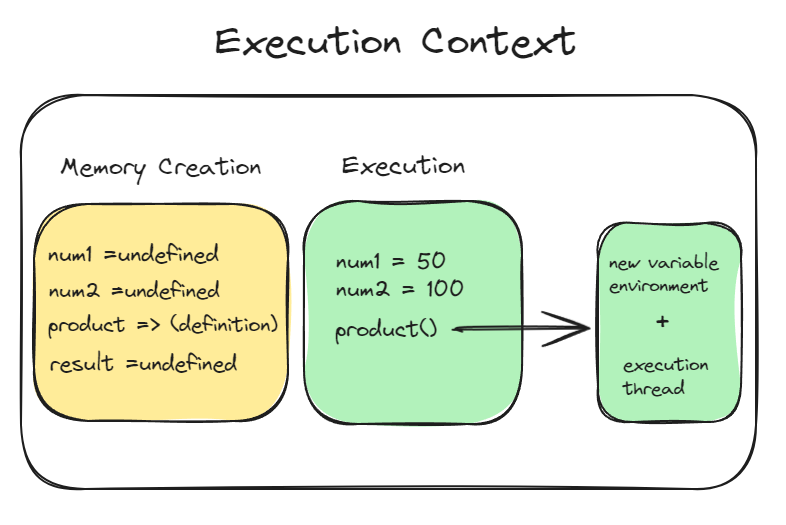 Execution Context
Memory Creation
num1 =undefined
num2 =undefined
product => (definition)
result =undefined
Execution
num1 = 50
num2 = 100
product()
new variable
environment
+
execution
thread